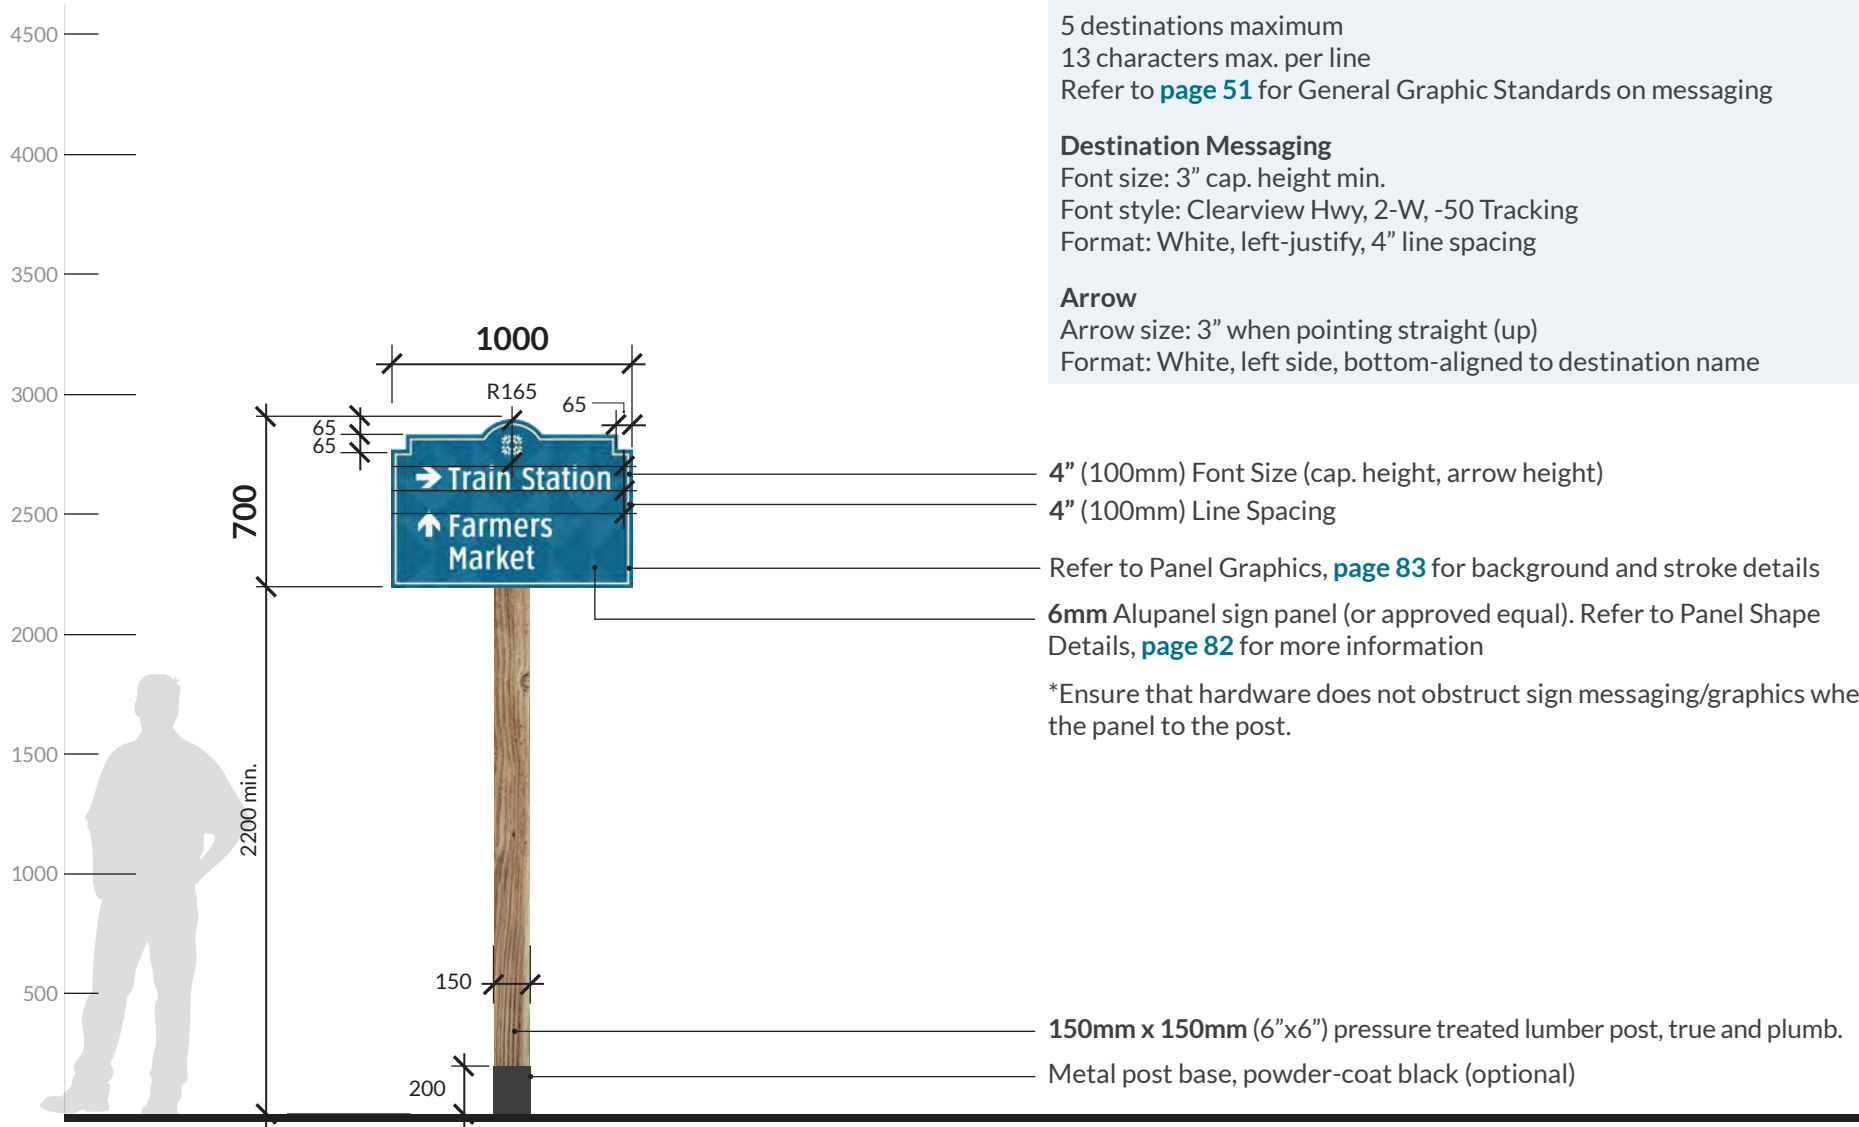 5 destinations maximum
13 characters max. per line
Refer to page 51 for General Graphic Standards on messaging
Destination Messaging
Font size: 3” cap. height min.
Font style: Clearview Hwy, 2-W, -50 Tracking
Format: White, left-justify, 4” line spacing
Arrow
Arrow size: 3” when pointing straight (up)
Format: White, left side, bottom-aligned to destination name
4” (100mm) Font Size (cap. height, arrow height)
4” (100mm) Line Spacing
Refer to Panel Graphics, page 83 for background and stroke details
6mm Alupanel sign panel (or approved equal). Refer to Panel Shape
Details, page 82 for more information
*Ensure that hardware does not obstruct sign messaging/graphics whe
the panel to the post.
150mm x 150mm (6”x6”) pressure treated lumber post, true and plumb.
Metal post base, powder-coat black (optional)
4500
4000
3500
3000
2500
2000
1500
1000
500
1000
R165
65
65
65
700
2200 min.
150
200
Train Station
Farmers
Market